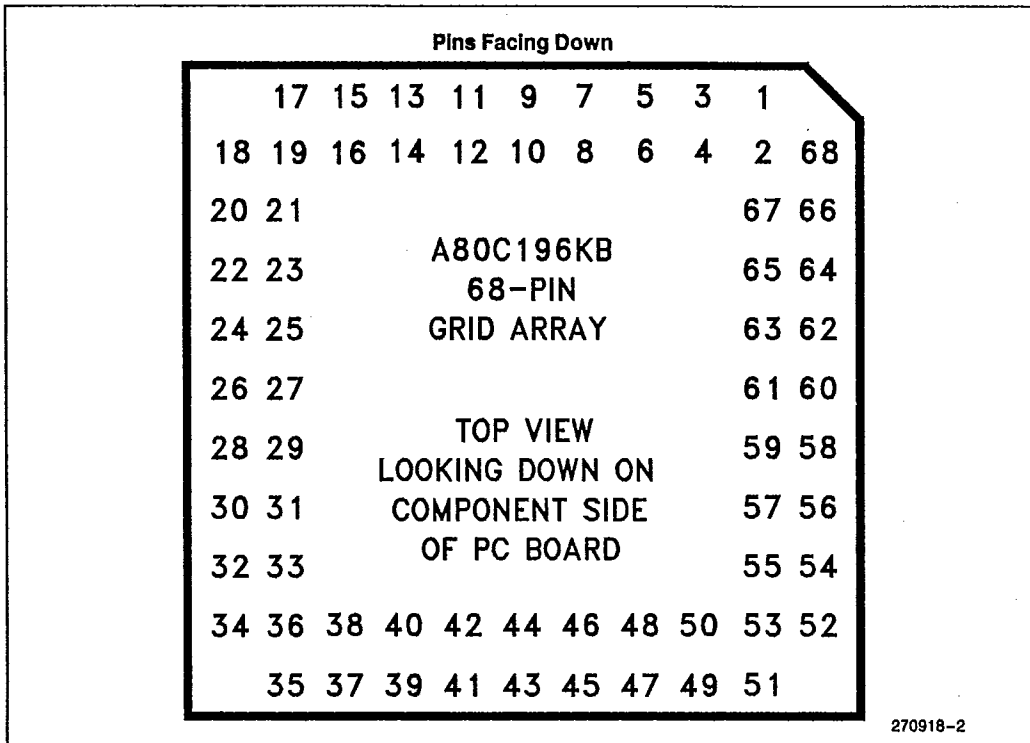 Pins Facing Down
17 15 13 11 9 7 5 3 1
18 19 16 14 12 10 8 6 4 2 68
20 21 67 66
A80C196KB
22 23 65 64
68-PIN
24 25 GRID ARRAY 63 62
26 27 61 60
TOP VIEW
28 29 59 58
LOOKING DOWN ON
30 31 COMPONENT SIDE 57 56
OF PC BOARD
32 33 55 54
34 36 38 40 42 44 46 48 50 53 52
35 37 39 41 43 45 47 49 51
270918-2